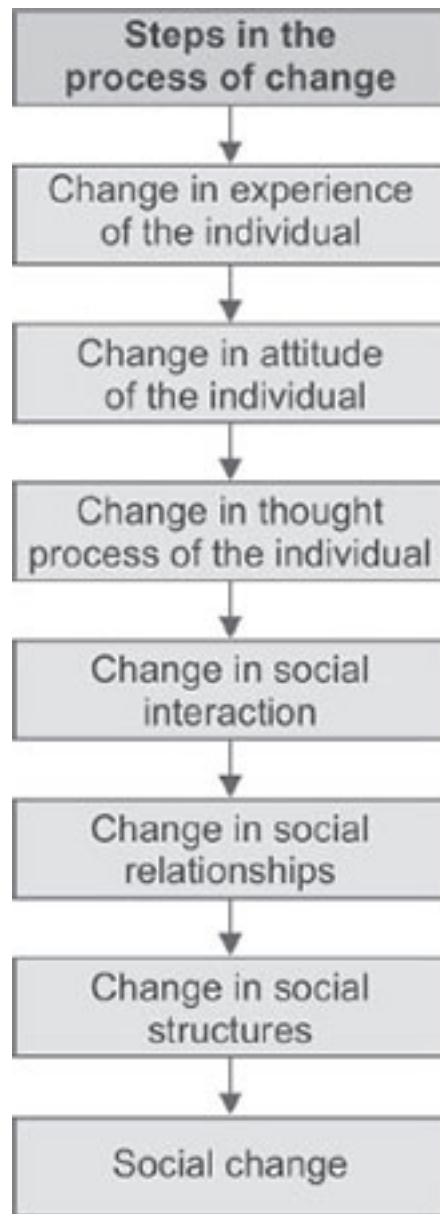 Steps in the
process of change
Change in experience
of the individual
Change in attitude
of the individual
Change in thought
process of the individual
Change in social
interaction
Change in social
relationships
Change in social
structures
Social change